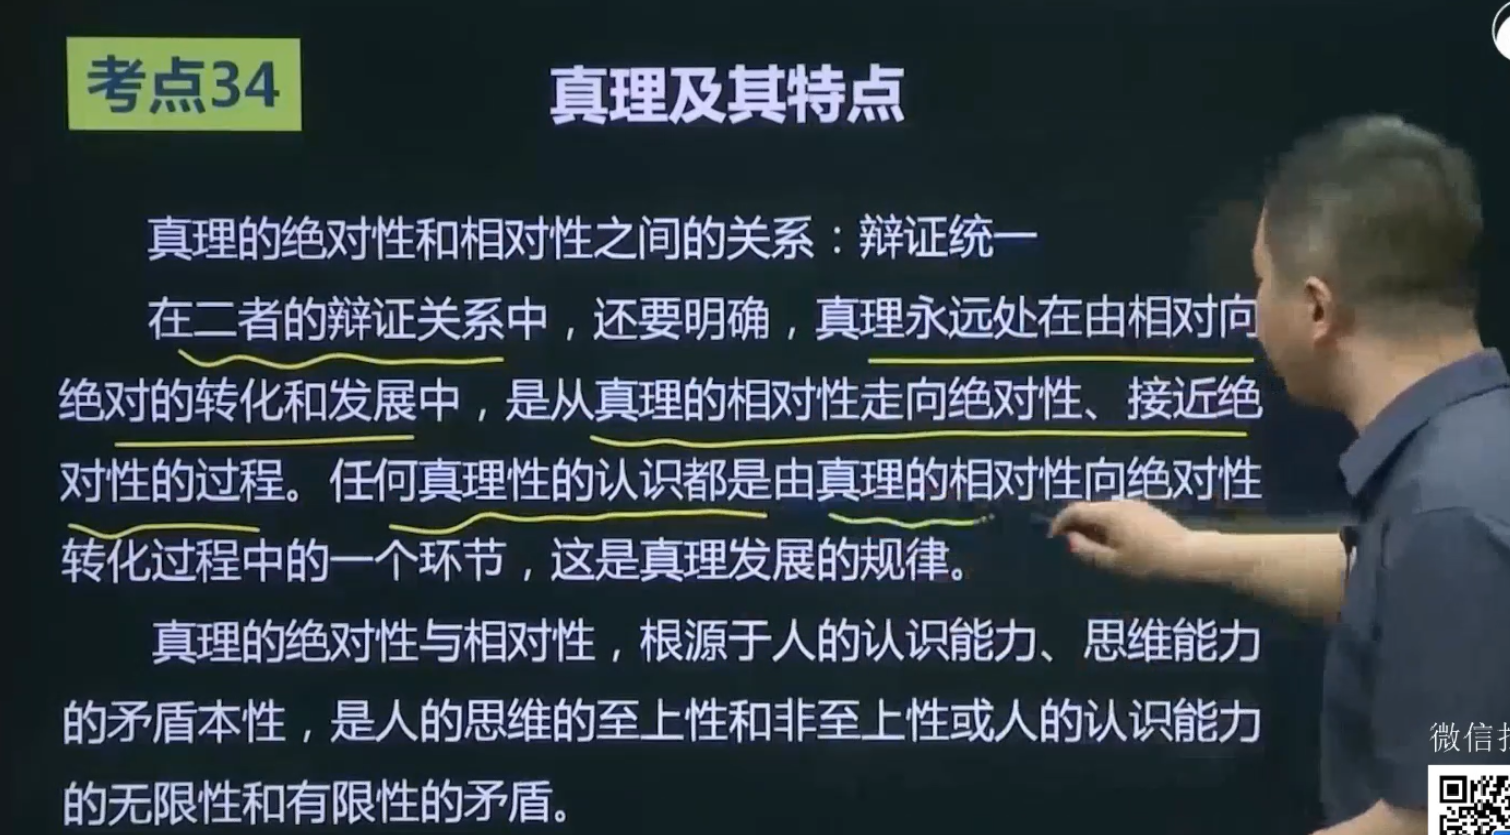 考点34
真理及其特点
真理的绝对性和相对性之间的关系：辩证统一
在二者的辩证关系中，还要明确，真理永远处在由相对向
绝对的转化和发展中，是从真理的相对性走向绝对性、接近绝
对性的过程。任何真理性的认识都是由真理的相对性向绝对性
转化过程中的一个环节，这是真理发展的规律。
真理的绝对性与相对性，根源于人的认识能力、思维能力
的矛盾本性，是人的思维的至上性和非至上性或人的认识能力
的无限性和有限性的矛盾。
微信